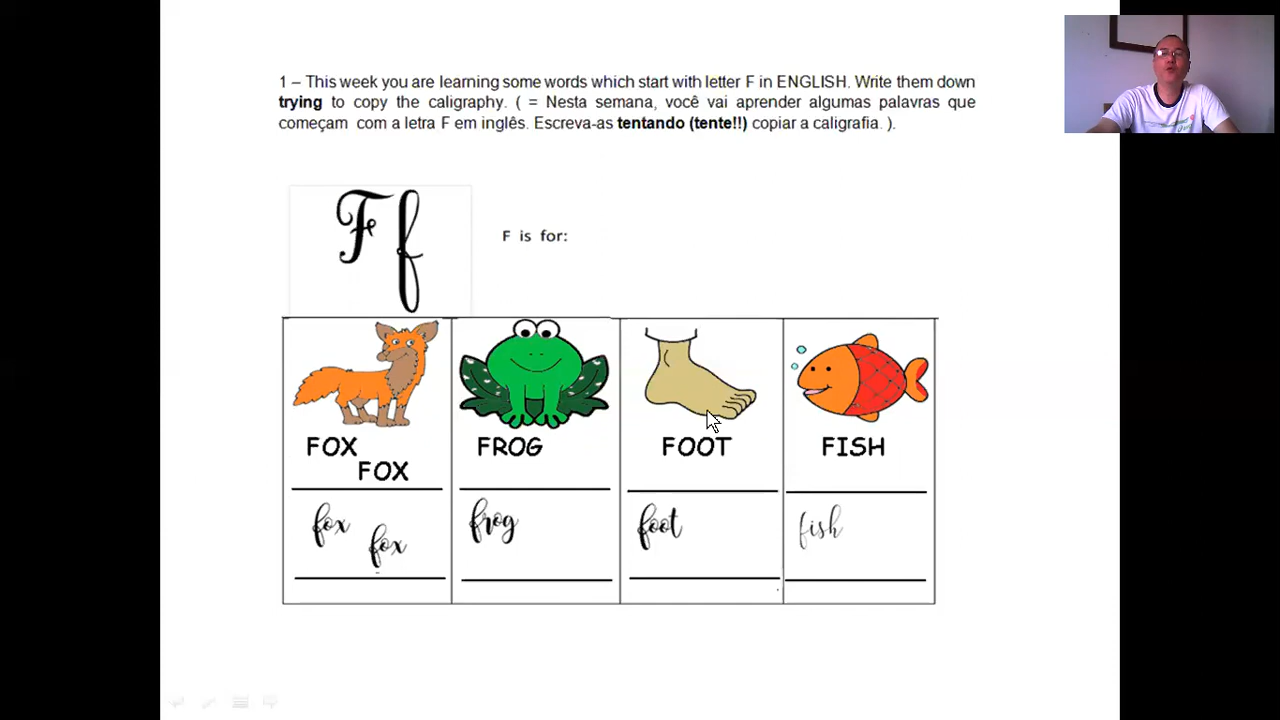 1 – This week you are learning some words which start with letter F in ENGLISH. Write them down
trying to copy the caligraphy. ( = Nesta semana, você vai aprender algumas palavras que
começam com a letra F em inglês. Escreva-as tentando (tente!!) copiar a caligrafia. ).
F f
F is for:
FOX FROG FOOT FISH
FOX
fox frog foot fish
fox